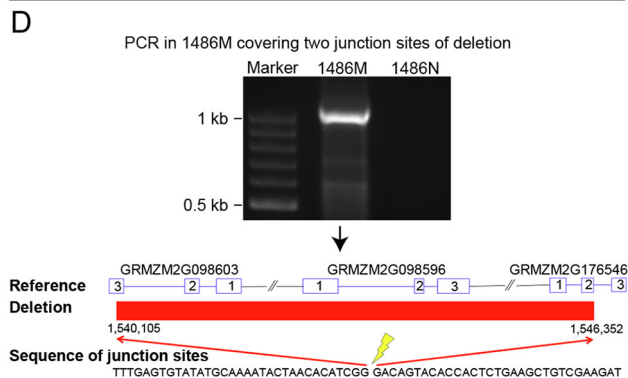 D
PCR in 1486M covering two junction sites of deletion
Marker 1486M 1486N
1 kb
0.5 kb
GRMZM2G098603 GRMZM2G098596 GRMZM2G176546
Reference 3 2 1 // 1 2 3 // 1 2 3
Deletion
1,540,105 1,546,352
Sequence of junction sites
TTTGAGTGTATATGCAAAATACTAACACATCGG GACAGTACACCACTCTGAAGCTGTCGAAGAT